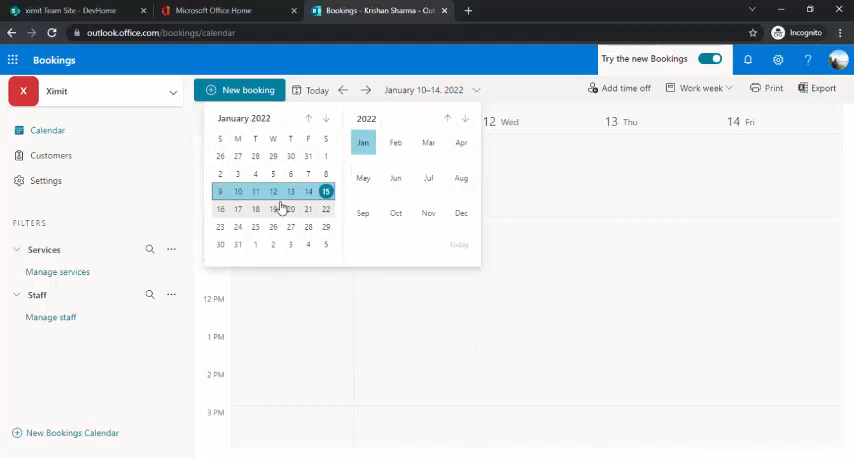 ximit Team Site - DevHome
Microsoft Office Home
Bookings - Krishan Sharma - Out
outlook.office.com/bookings/calendar
Incognito
Bookings
Try the new Bookings
X Ximit
New booking
Today
January 10–14, 2022
Add time off
Work week
Print
Export
Calendar
Customers
Settings
FILTERS
Services
Manage services
Staff
Manage staff
New Bookings Calendar
January 2022
S M T W T F S
26 27 28 29 30 31 1
2 3 4 5 6 7 8
9 10 11 12 13 14 15
16 17 18 19 20 21 22
23 24 25 26 27 28 29
30 31 1 2 3 4 5
2022
Jan Feb Mar Apr
May Jun Jul Aug
Sep Oct Nov Dec
Today
12 Wed
13 Thu
14 Fri
12 PM
1 PM
2 PM
3 PM